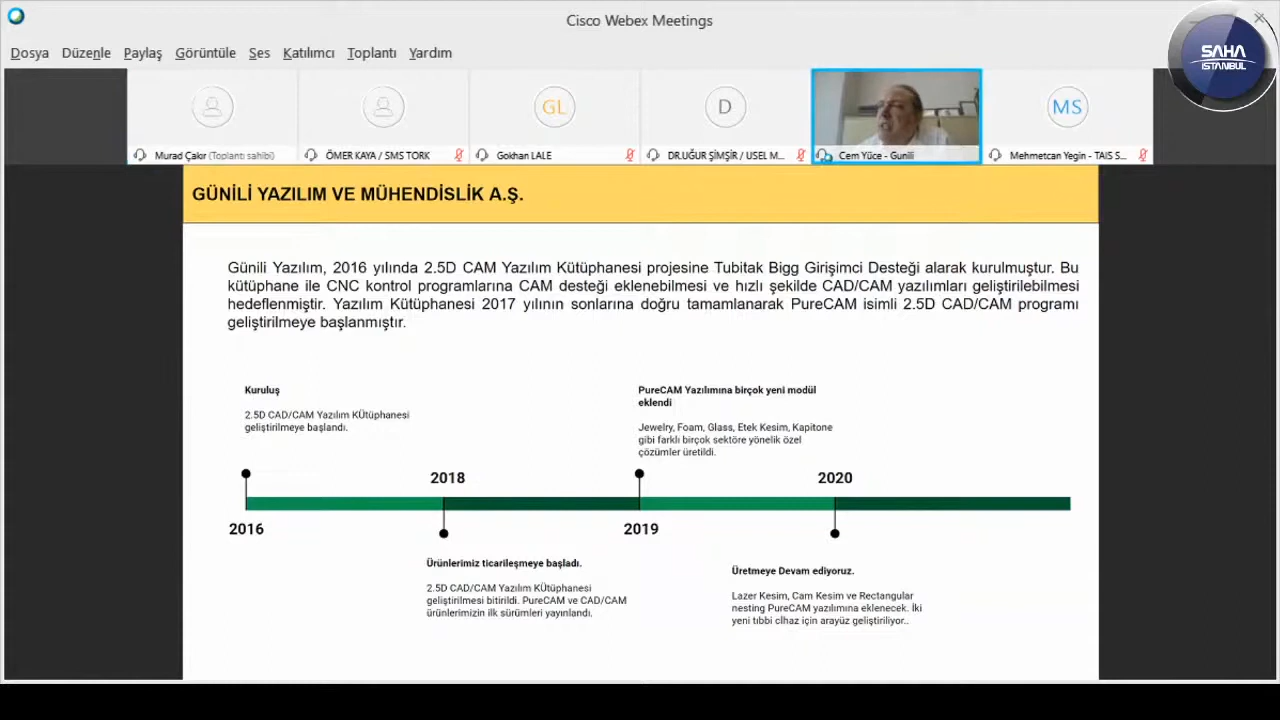 Cisco Webex Meetings
SAHA
İSTANBUL
Dosya Düzenle Paylaş Görüntüle Ses Katılımcı Toplantı Yardım
GL
D
MS
Murad Çakır (Toplantı sahibi)
ÖMER KAYA / SMS TORK
Gokhan LALE
DR.UĞUR ŞİMŞİR / USEL M...
Cem Yüce - Gunili
Mehmetcan Yegin - TAIS S...
GÜNİLİ YAZILIM VE MÜHENDİSLİK A.Ş.
Günili Yazılım, 2016 yılında 2.5D CAM Yazılım Kütüphanesi projesine Tubitak Bigg Girişimci Desteği alarak kurulmuştur. Bu
kütüphane ile CNC kontrol programlarına CAM desteği eklenebilmesi ve hızlı şekilde CAD/CAM yazılımları geliştirilebilmesi
hedeflenmiştir. Yazılım Kütüphanesi 2017 yılının sonlarına doğru tamamlanarak PureCAM isimli 2.5D CAD/CAM programı
geliştirilmeye başlanmıştır.
Kuruluş
2.5D CAD/CAM Yazılım KÜtüphanesi
geliştirilmeye başlandı.
PureCAM Yazılımına birçok yeni modül
eklendi
Jewelry, Foam, Glass, Etek Kesim, Kapitone
gibi farklı birçok sektöre yönelik özel
çözümler üretildi.
2018
2020
2016
2019
Ürünlerimiz ticarileşmeye başladı.
2.5D CAD/CAM Yazılım KÜtüphanesi
geliştirilmesi bitirildi. PureCAM ve CAD/CAM
ürünlerimizin ilk sürümleri yayınlandı.
Üretmeye Devam ediyoruz.
Lazer Kesim, Cam Kesim ve Rectangular
nesting PureCAM yazılımına eklenecek. İki
yeni tıbbi cİhaz için arayüz geliştiriliyor..